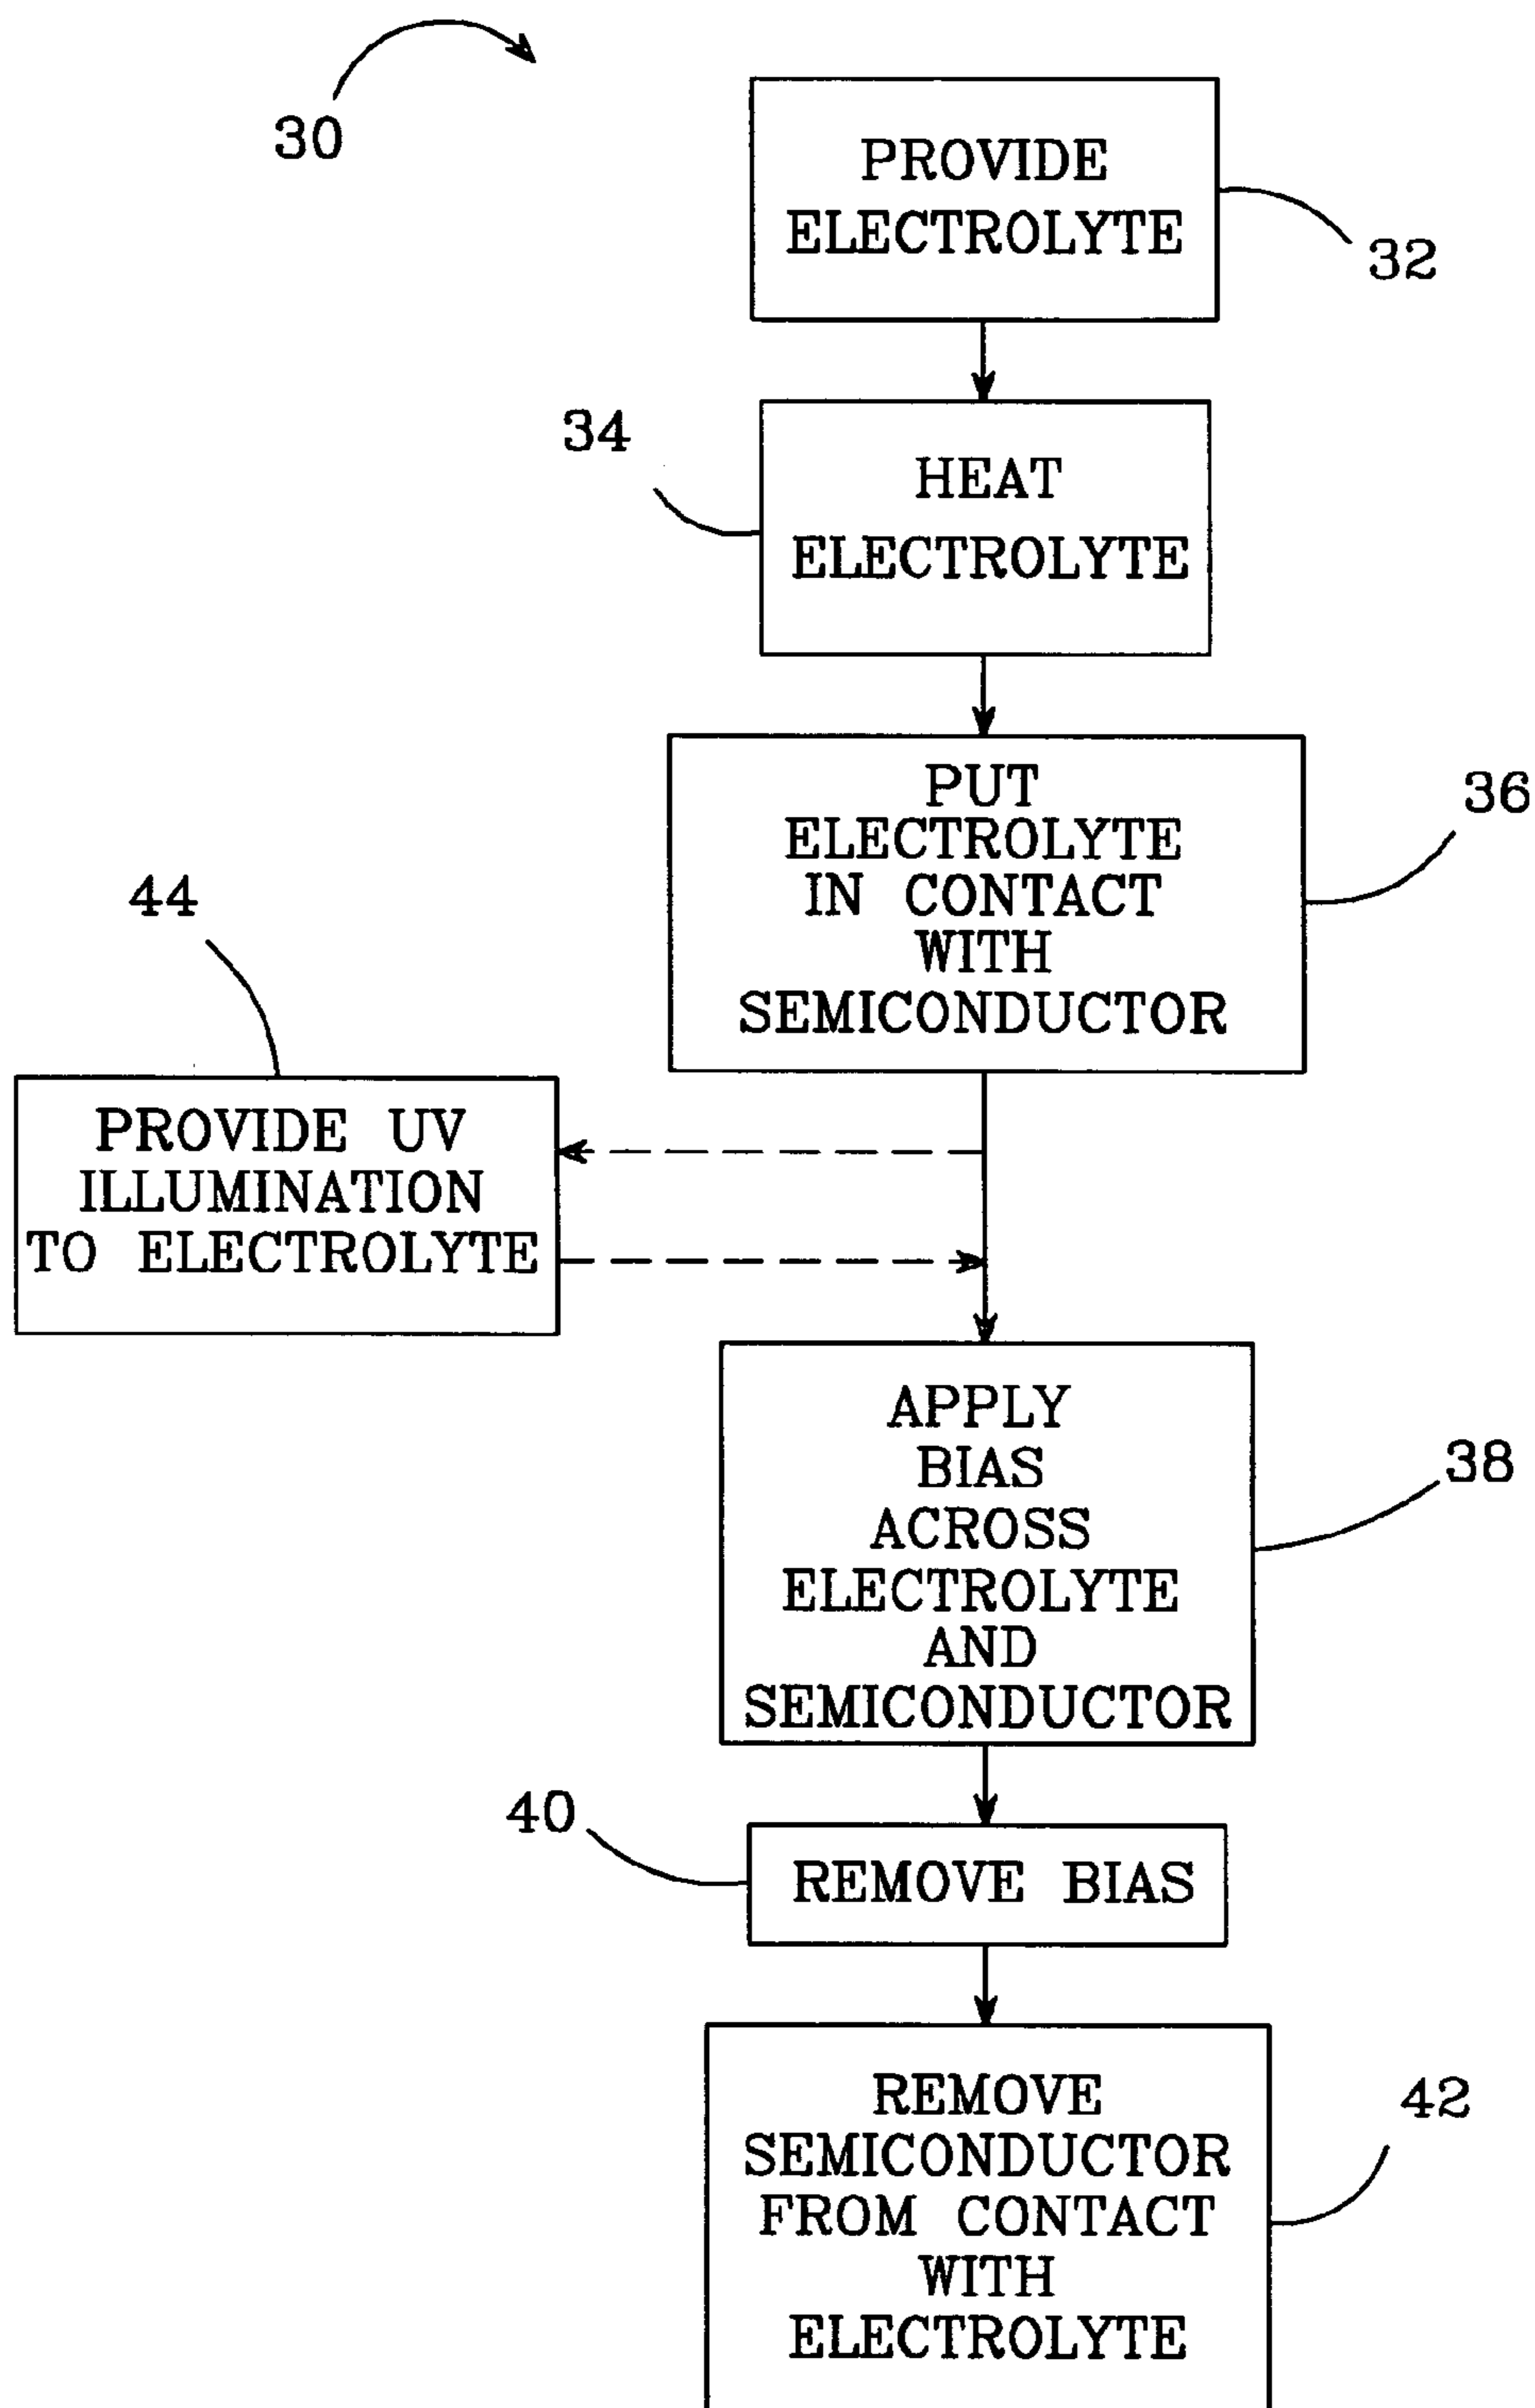 30
PROVIDE
ELECTROLYTE
32
34
HEAT
ELECTROLYTE
PUT
ELECTROLYTE
IN CONTACT
WITH
SEMICONDUCTOR
36
44
PROVIDE UV
ILLUMINATION
TO ELECTROLYTE
APPLY
BIAS
ACROSS
ELECTROLYTE
AND
SEMICONDUCTOR
38
40
REMOVE BIAS
REMOVE
SEMICONDUCTOR
FROM CONTACT
WITH
ELECTROLYTE
42